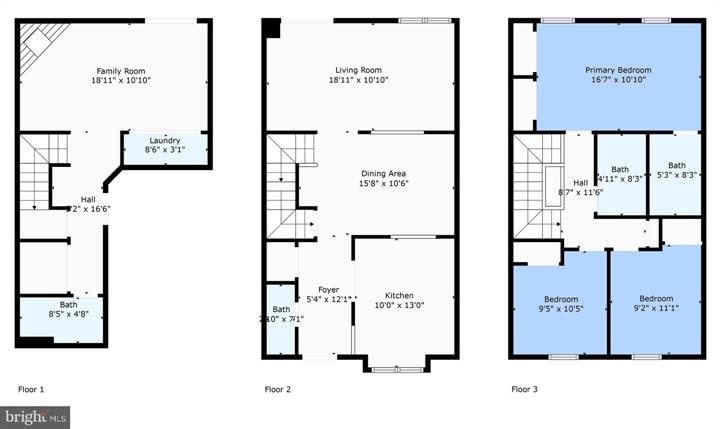 Family Room
18'11" x 10'10"
Laundry
8'6" x 3'1"
Hall
2" x 16'6"
Bath
8'5" x 4'8"
Floor 1
Living Room
18'11" x 10'10"
Dining Area
15'8" x 10'6"
Foyer
5'4" x 12'1"
Kitchen
10'0" x 13'0"
Bath
10" x 7'1"
Floor 2
Primary Bedroom
16'7" x 10'10"
Bath
4'11" x 8'3"
Bath
5'3" x 8'3"
Hall
8'7" x 11'6"
Bedroom
9'5" x 10'5"
Bedroom
9'2" x 11'1"
Floor 3
bright MLS